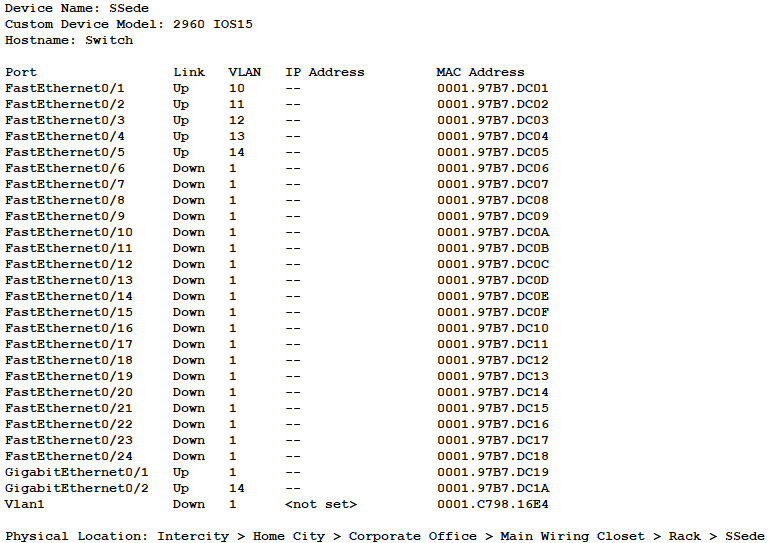 Device Name: SSede
Custom Device Model: 2960 IOS15
Hostname: Switch
Port Link VLAN IP Address MAC Address
FastEthernet0/1 Up 10 -- 0001.97B7.DC01
FastEthernet0/2 Up 11 -- 0001.97B7.DC02
FastEthernet0/3 Up 12 -- 0001.97B7.DC03
FastEthernet0/4 Up 13 -- 0001.97B7.DC04
FastEthernet0/5 Up 14 -- 0001.97B7.DC05
FastEthernet0/6 Down 1 -- 0001.97B7.DC06
FastEthernet0/7 Down 1 -- 0001.97B7.DC07
FastEthernet0/8 Down 1 -- 0001.97B7.DC08
FastEthernet0/9 Down 1 -- 0001.97B7.DC09
FastEthernet0/10 Down 1 -- 0001.97B7.DC0A
FastEthernet0/11 Down 1 -- 0001.97B7.DC0B
FastEthernet0/12 Down 1 -- 0001.97B7.DC0C
FastEthernet0/13 Down 1 -- 0001.97B7.DC0D
FastEthernet0/14 Down 1 -- 0001.97B7.DC0E
FastEthernet0/15 Down 1 -- 0001.97B7.DC0F
FastEthernet0/16 Down 1 -- 0001.97B7.DC10
FastEthernet0/17 Down 1 -- 0001.97B7.DC11
FastEthernet0/18 Down 1 -- 0001.97B7.DC12
FastEthernet0/19 Down 1 -- 0001.97B7.DC13
FastEthernet0/20 Down 1 -- 0001.97B7.DC14
FastEthernet0/21 Down 1 -- 0001.97B7.DC15
FastEthernet0/22 Down 1 -- 0001.97B7.DC16
FastEthernet0/23 Down 1 -- 0001.97B7.DC17
FastEthernet0/24 Down 1 -- 0001.97B7.DC18
GigabitEthernet0/1 Up 1 -- 0001.97B7.DC19
GigabitEthernet0/2 Up 14 -- 0001.97B7.DC1A
Vlan1 Down 1 <not set> 0001.C798.16E4
Physical Location: Intercity > Home City > Corporate Office > Main Wiring Closet > Rack > SSede